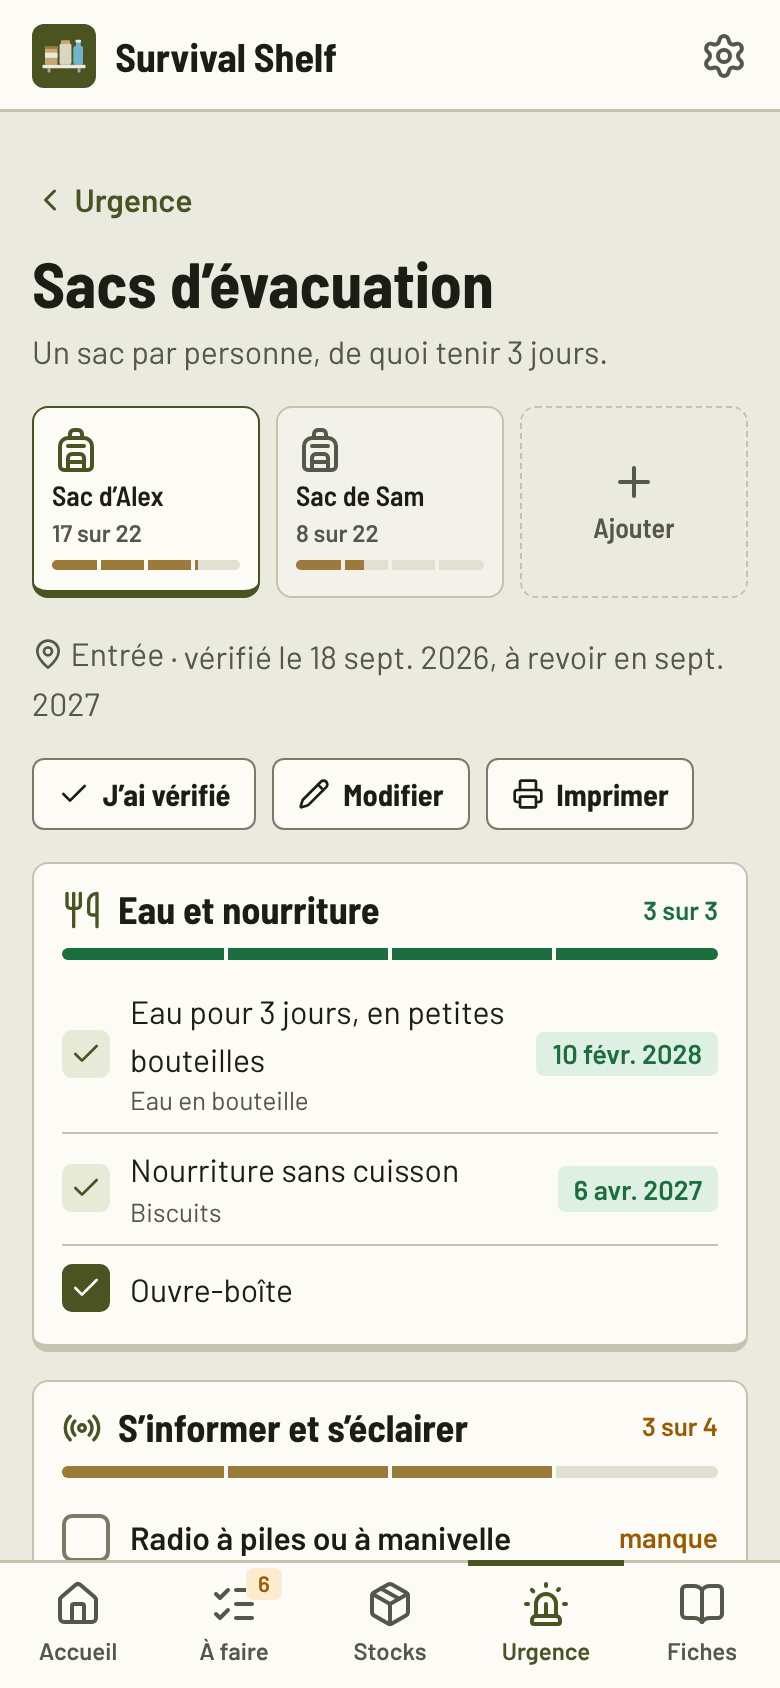 Survival Shelf
Urgence
Sacs d’évacuation
Un sac par personne, de quoi tenir 3 jours.
Sac d’Alex
17 sur 22
Sac de Sam
8 sur 22
Ajouter
Entrée · vérifié le 18 sept. 2026, à revoir en sept.
2027
J’ai vérifié
Modifier
Imprimer
Eau et nourriture
3 sur 3
Eau pour 3 jours, en petites
bouteilles
Eau en bouteille
10 févr. 2028
Nourriture sans cuisson
Biscuits
6 avr. 2027
Ouvre-boîte
S’informer et s’éclairer
3 sur 4
Radio à piles ou à manivelle
manque
6
Accueil
À faire
Stocks
Urgence
Fiches